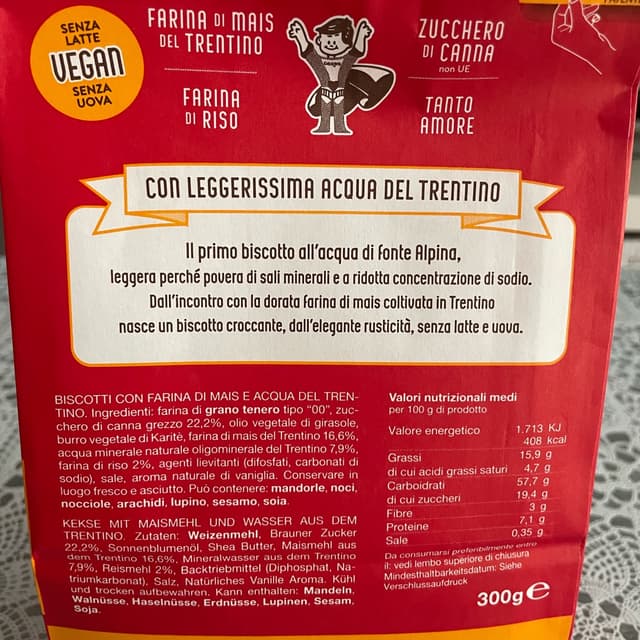 SENZA
LATTE
VEGAN
SENZA
UOVA
FARINA DI MAIS
DEL TRENTINO
FARINA
DI RISO
ZUCCHERO
DI CANNA
non UE
TANTO
AMORE
CON LEGGERISSIMA ACQUA DEL TRENTINO
Il primo biscotto all'acqua di fonte Alpina,
leggera perché povera di sali minerali e a ridotta concentrazione di sodio.
Dall'incontro con la dorata farina di mais coltivata in Trentino
nasce un biscotto croccante, dall'elegante rusticità, senza latte e uova.
BISCOTTI CON FARINA DI MAIS E ACQUA DEL TREN-
TINO. Ingredienti: farina di grano tenero tipo "00", zuc-
chero di canna grezzo 22,2%, olio vegetale di girasole,
burro vegetale di Karitè, farina di mais del Trentino 16,6%,
acqua minerale naturale oligominerale del Trentino 7,9%,
farina di riso 2%, agenti lievitanti (difosfati, carbonati di
sodio), sale, aroma naturale di vaniglia. Conservare in
luogo fresco e asciutto. Può contenere: mandorle, noci,
nocciole, arachidi, lupino, sesamo, soia.
KEKSE MIT MAISMEHL UND WASSER AUS DEM
TRENTINO. Zutaten: Weizenmehl, Brauner Zucker
22,2%, Sonnenblumenöl, Shea Butter, Maismehl aus
dem Trentino 16,6%, Mineralwasser aus dem Trentino
7,9%, Reismehl 2%, Backtriebmittel (Diphosphat, Na-
triumkarbonat), Salz, Natürliches Vanille Aroma. Kühl
und trocken aufbewahren. Kann enthalten: Mandeln,
Walnüsse, Haselnüsse, Erdnüsse, Lupinen, Sesam,
Soja.
Valori nutrizionali medi
per 100 g di prodotto
Valore energetico 1.713 KJ
408 kcal
Grassi 15,9 g
di cui acidi grassi saturi 4,7 g
Carboidrati 57,7 g
di cui zuccheri 19,4 g
Fibre 3 g
Proteine 7,1 g
Sale 0,35 g
Da consumarsi preferibilmente entro
il: vedi lembo superiore di chiusura
Mindesthaltbarkeitsdatum: Siehe
Verschlussaufdruck
300g e